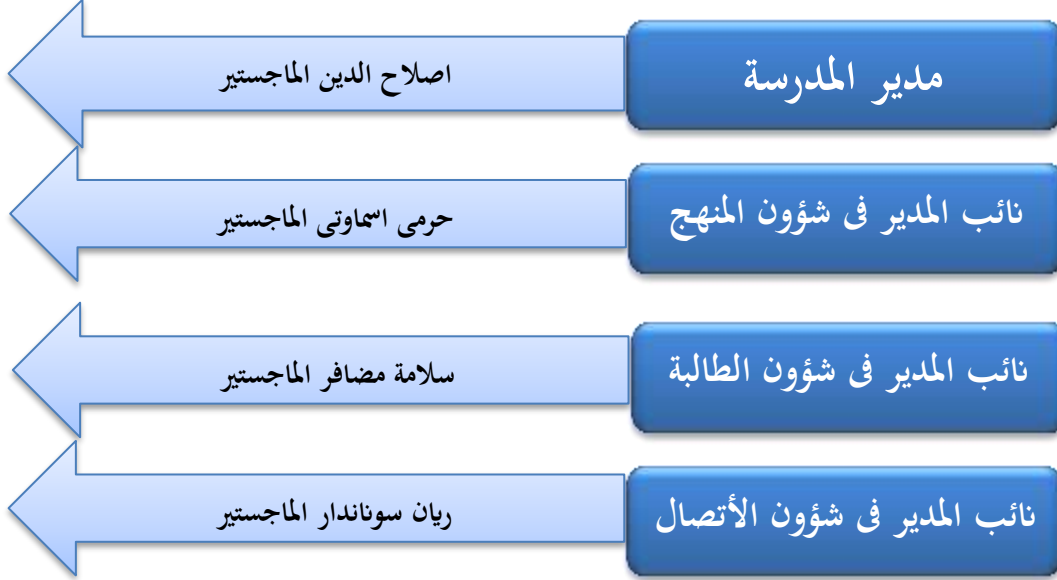 مدير المدرسة
اصلاح الدين الماجستير
نائب المدير فى شؤون المنهج
حرمى اسماوتى الماجستير
نائب المدير فى شؤون الطالبة
سلامة مضافر الماجستير
نائب المدير فى شؤون الأتصال
ريان سوناندار الماجستير